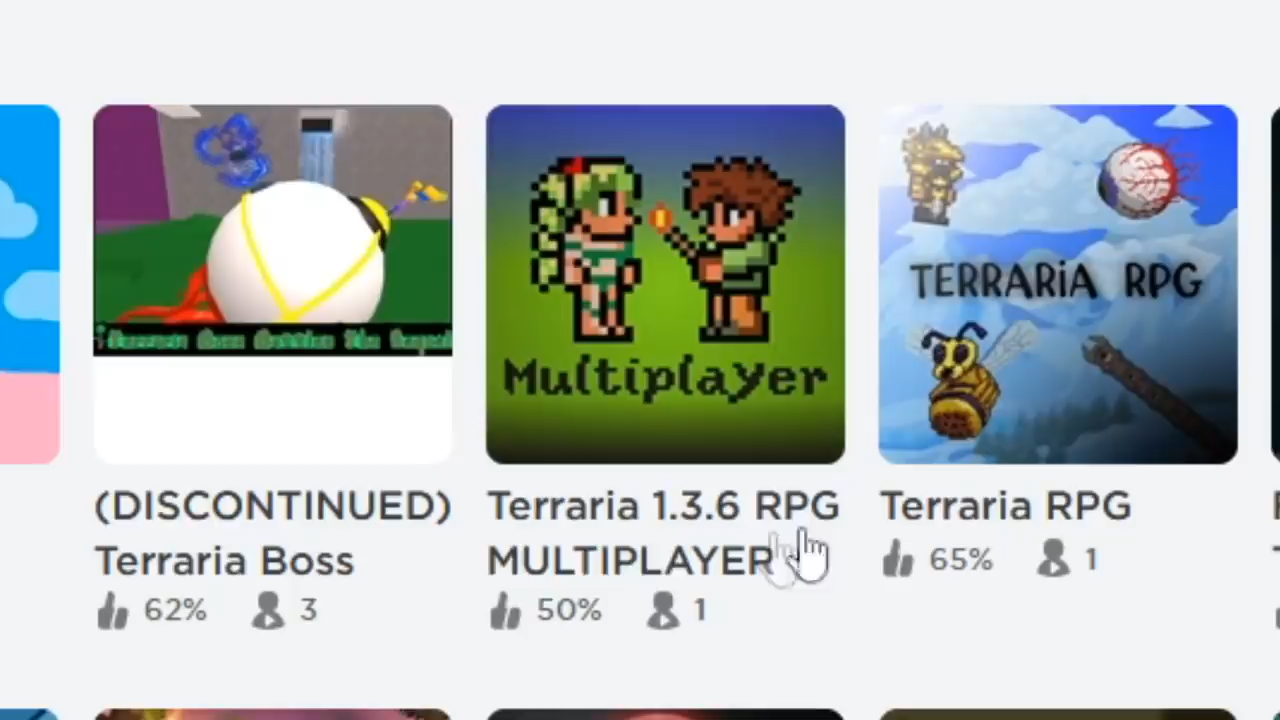 Multiplayer
TERRARiA RPG
(DISCONTINUED)
Terraria Boss
62% 3
Terraria 1.3.6 RPG
MULTIPLAYER
50% 1
Terraria RPG
65% 1